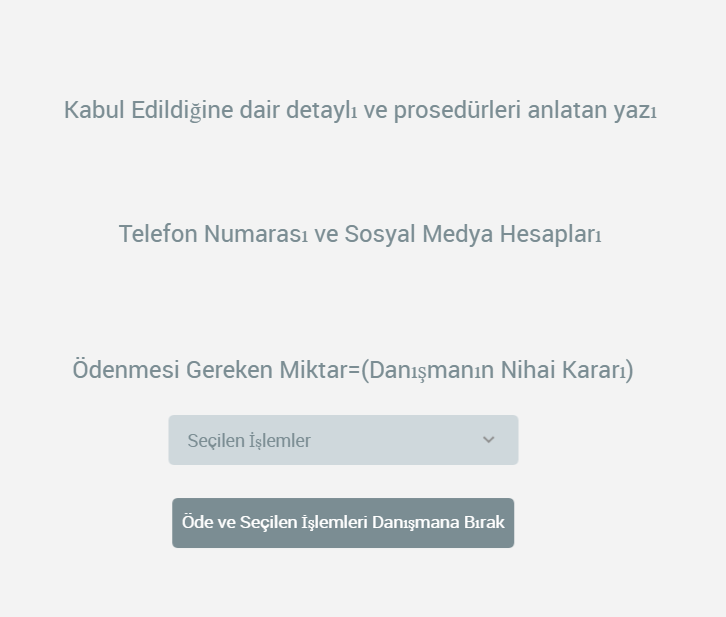 Kabul Edildiğine dair detaylı ve prosedürleri anlatan yazı
Telefon Numarası ve Sosyal Medya Hesapları
Ödenmesi Gereken Miktar=(Danışmanın Nihai Kararı)
Seçilen İşlemler
Öde ve Seçilen İşlemleri Danışmana Bırak